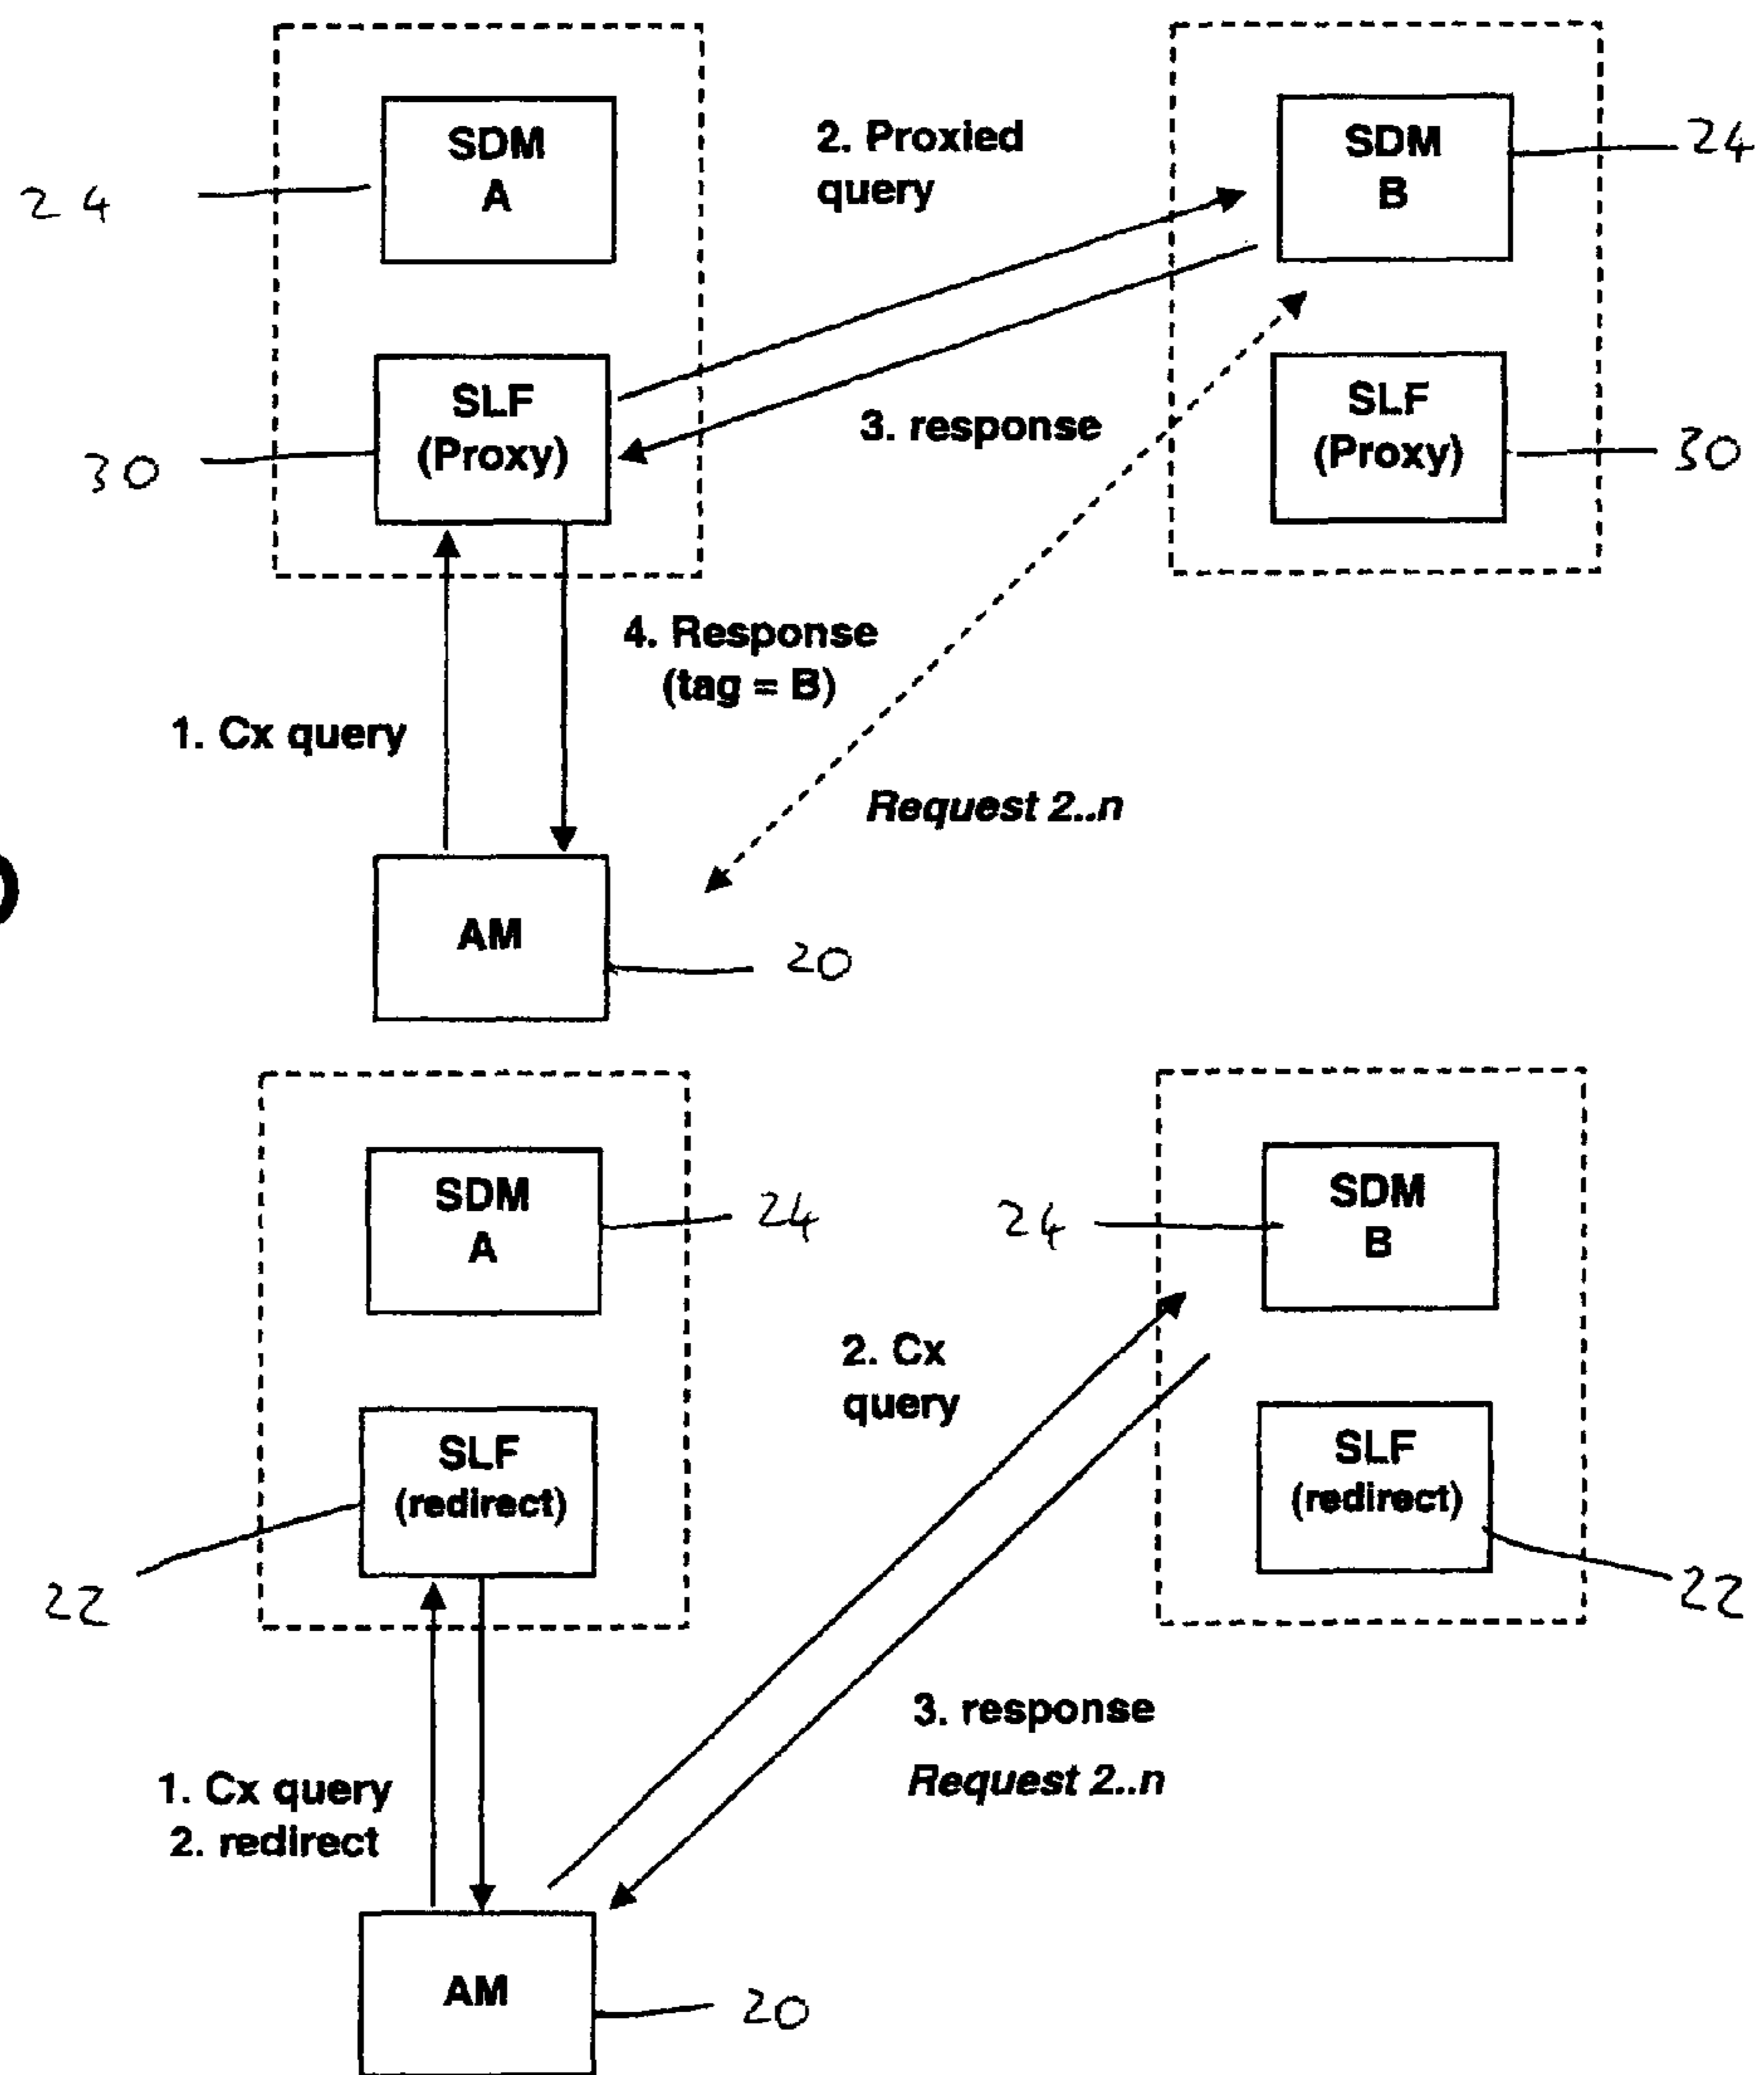 SDM
A
2. Proxied
query
SDM
B
24
24
SLF
(Proxy)
3. response
SLF
(Proxy)
30
30
4. Response
(tag = B)
1. Cx query
Request 2..n
AM
20
SDM
A
24
24
SDM
B
2. Cx
query
SLF
(redirect)
SLF
(redirect)
22
22
3. response
Request 2..n
1. Cx query
2. redirect
AM
20